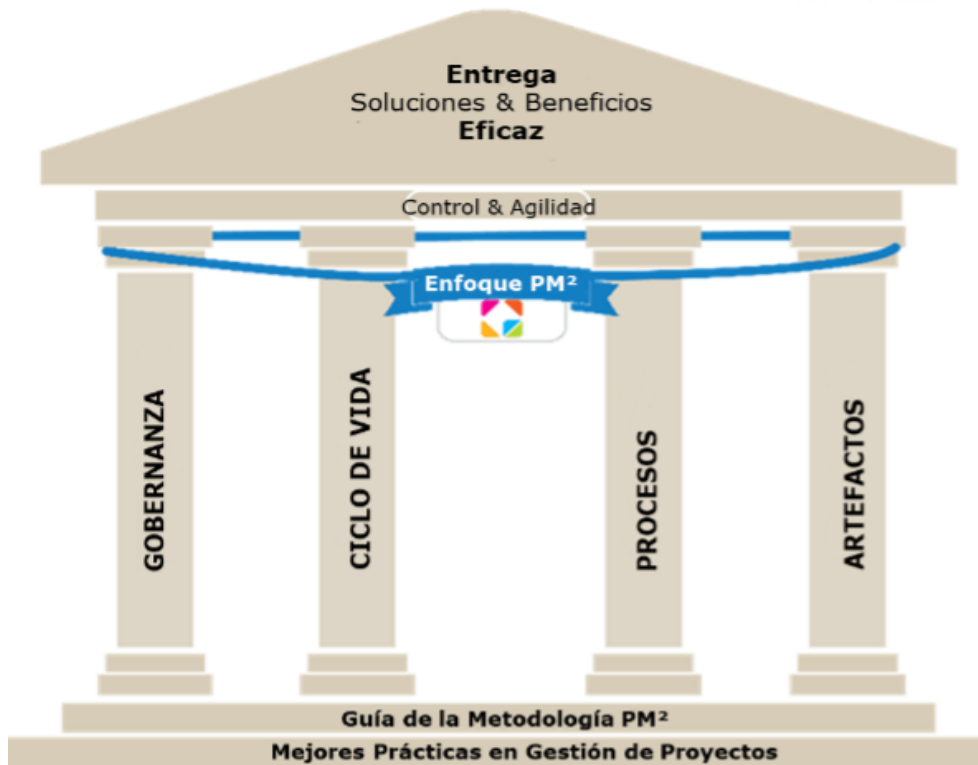 Entrega
Soluciones & Beneficios
Eficaz
Control & Agilidad
Enfoque PM²
GOBERNANZA
CICLO DE VIDA
PROCESOS
ARTEFACTOS
Guía de la Metodología PM²
Mejores Prácticas en Gestión de Proyectos